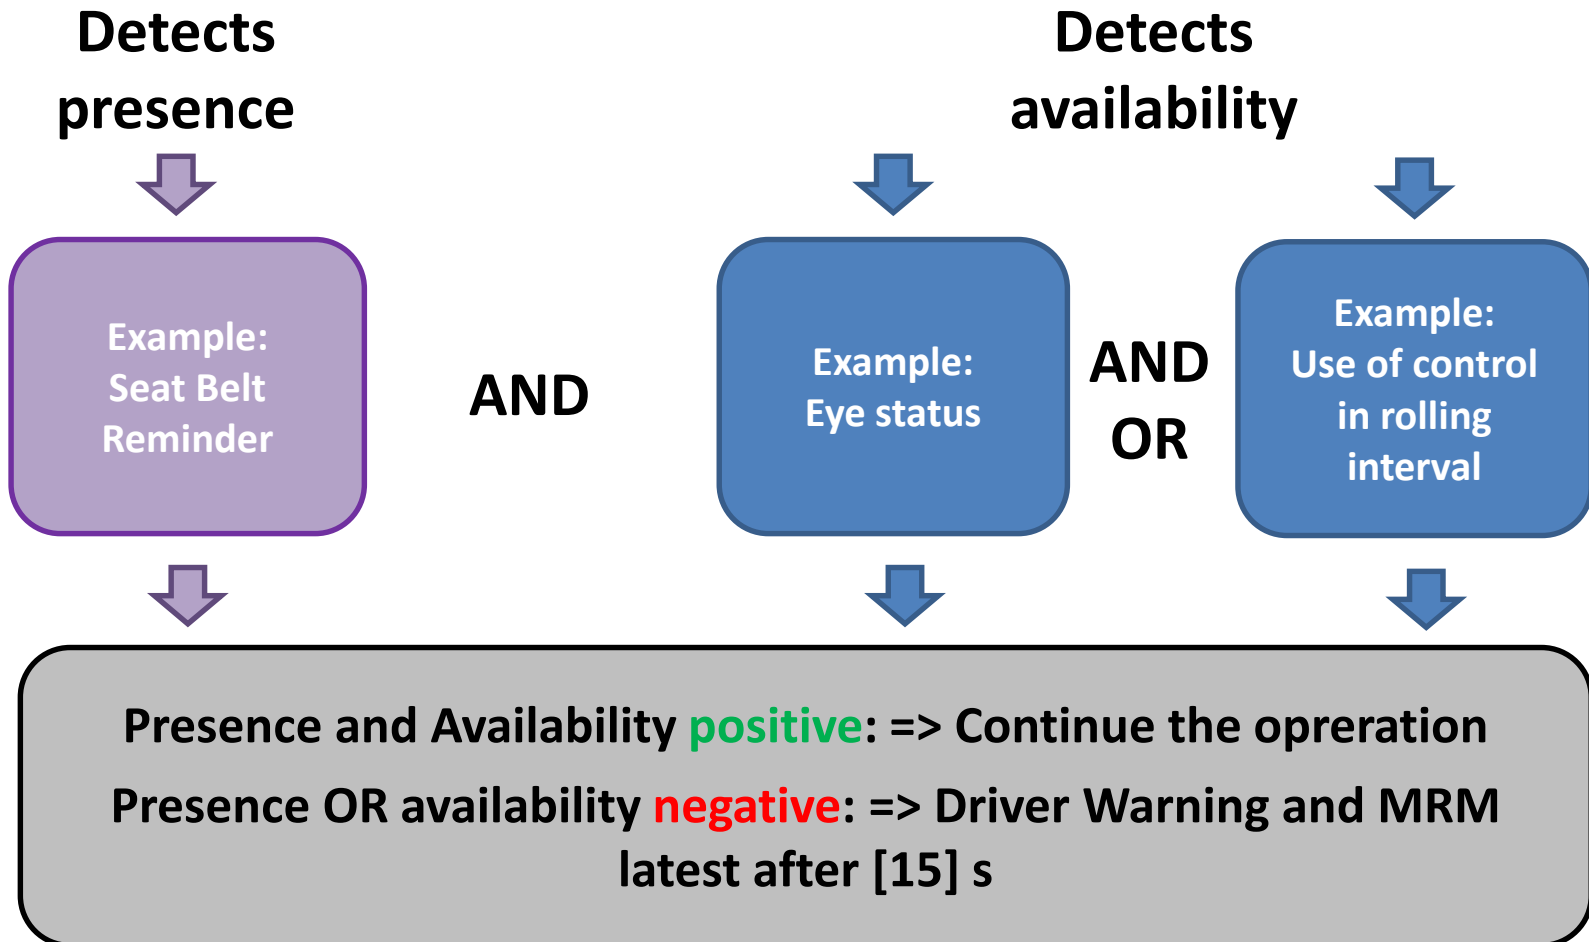 Detects
presence
Detects
availability
Example:
Seat Belt
Reminder
AND
Example:
Eye status
AND
OR
Example:
Use of control
in rolling
interval
Presence and Availability positive: => Continue the opreration
Presence OR availability negative: => Driver Warning and MRM
latest after [15] s